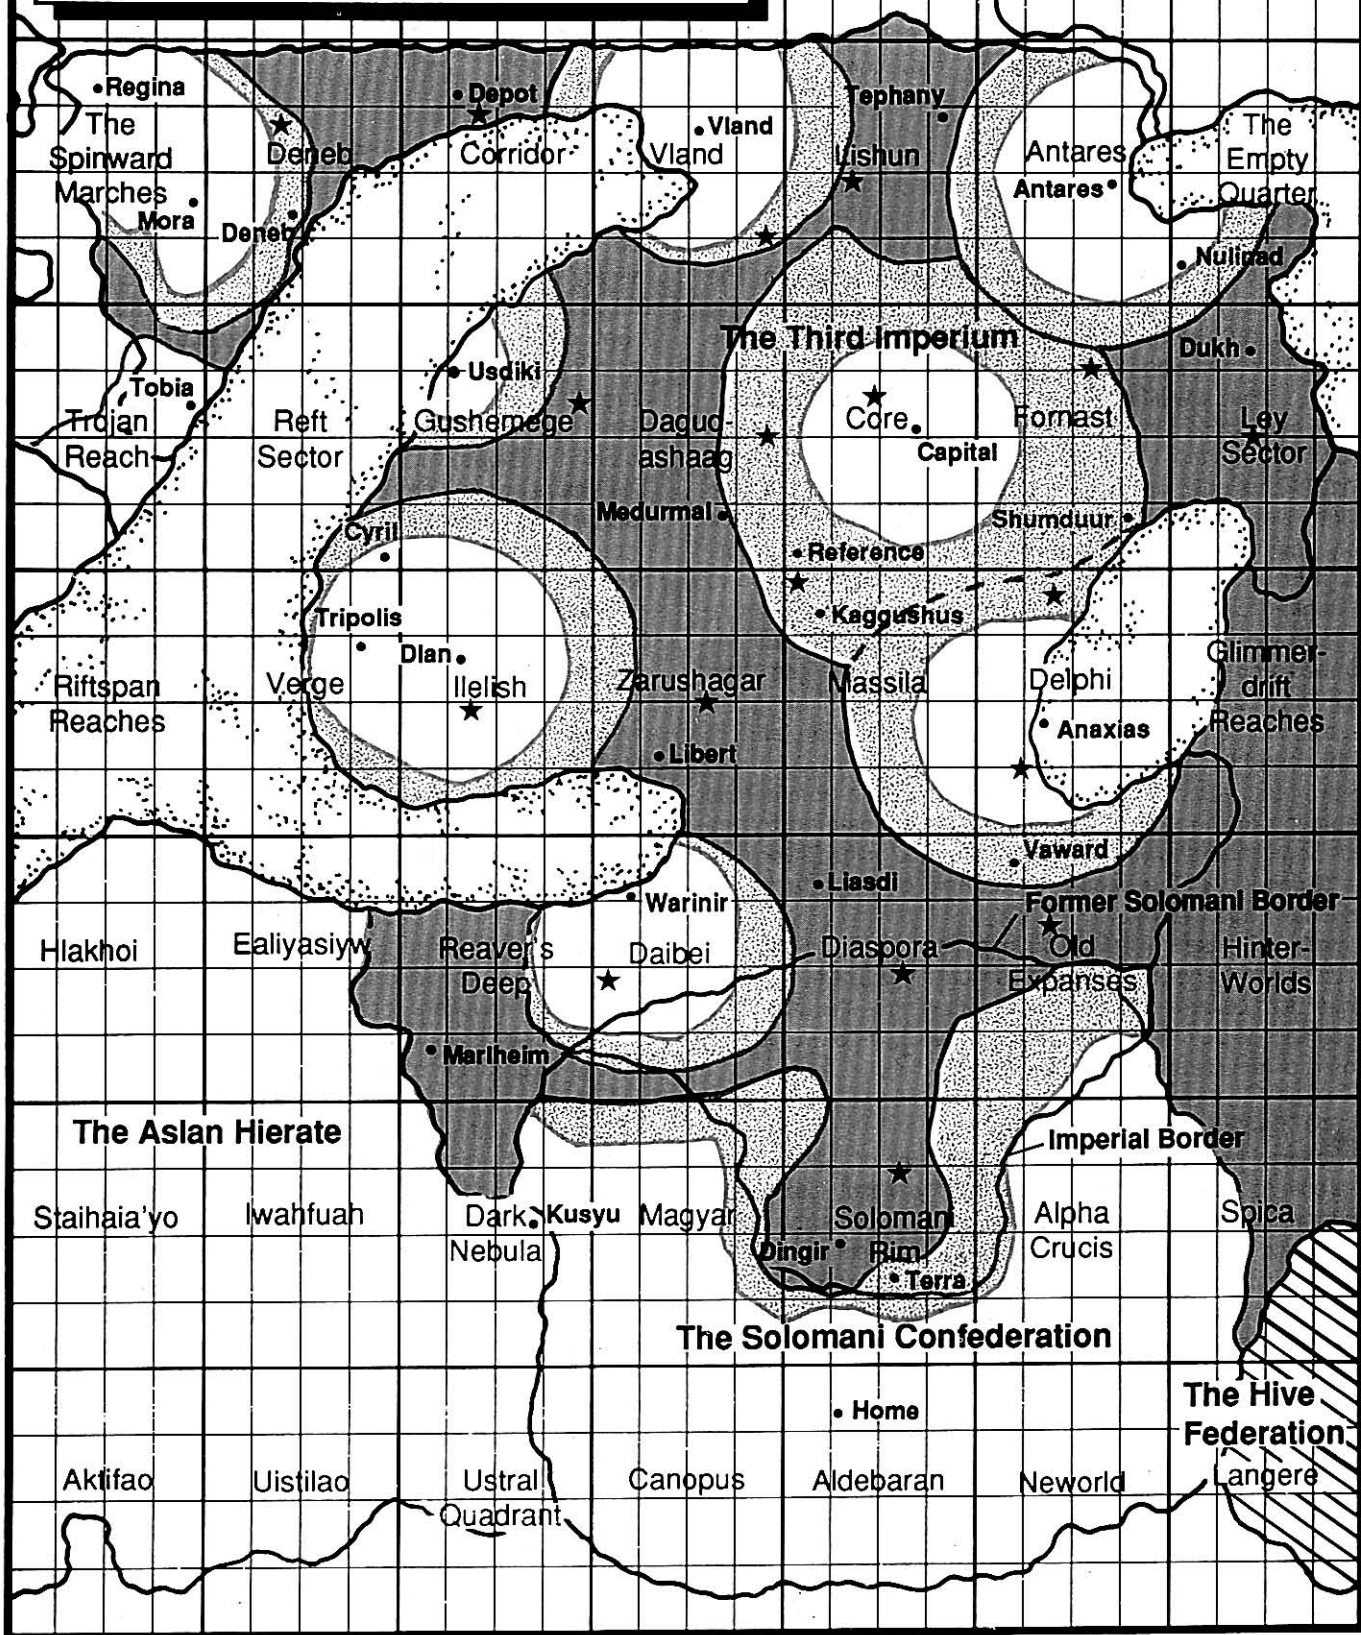 Regina
Depot
Tephany
The
Spinward
Marches
Deneb
Corridor
Vland
Vland
Lishun
Antares
Antares
The
Empty
Quarter
Mora
Deneb
Nulinad
The Third Imperium
Dukh
Usdiki
Tobia
Trojan
Reach
Reft
Sector
Gushemege
Dagud-
ashaag
Core
Capital
Fornast
Ley
Sector
Medurmal
Shumduur
Cyril
Reference
Kaggushus
Tripolis
Dlan
Riftspan
Reaches
Verge
Ilelish
Zarushagar
Massila
Delphi
Glimmer-
drift
Reaches
Anaxias
Libert
Vaward
Liasdi
Warinir
Former Solomani Border
Hlakhoi
Ealiyasiyw
Reaver's
Deep
Daibei
Diaspora
Old
Expanses
Hinter-
Worlds
Marlheim
The Aslan Hierate
Imperial Border
Staihaia'yo
Iwahfuah
Dark
Nebula
Kusyu
Magyar
Solomani
Rim
Dingir
Terra
Alpha
Crucis
Spica
The Solomani Confederation
The Hive
Federation
Home
Aktifao
Uistilao
Ustral
Quadrant
Canopus
Aldebaran
Neworld
Langere